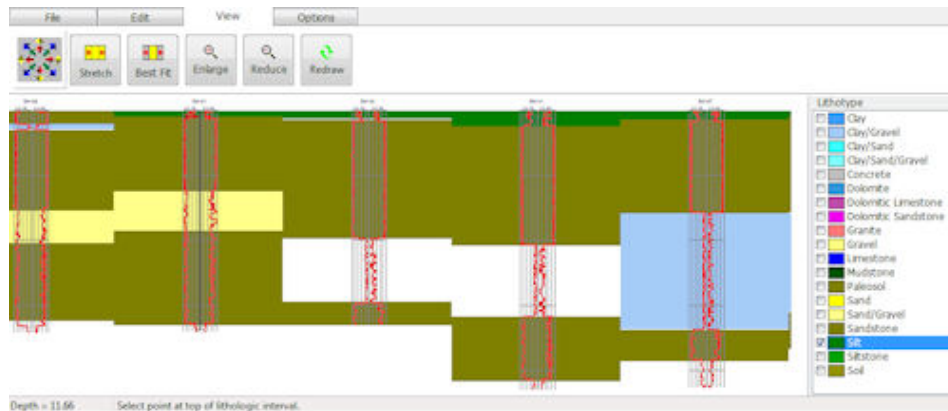 File Edit View Options
Stretch Best Fit Enlarge Reduce Redraw
Lithotype
Clay
Clay/Gravel
Clay/Sand
Clay/Sand/Gravel
Concrete
Dolomite
Dolomitic Limestone
Dolomitic Sandstone
Granite
Gravel
Limestone
Mudstone
Paleosol
Sand
Sand/Gravel
Sandstone
Silt
Siltstone
Soil
Depth = 11.66 Select point at top of lithologic interval.